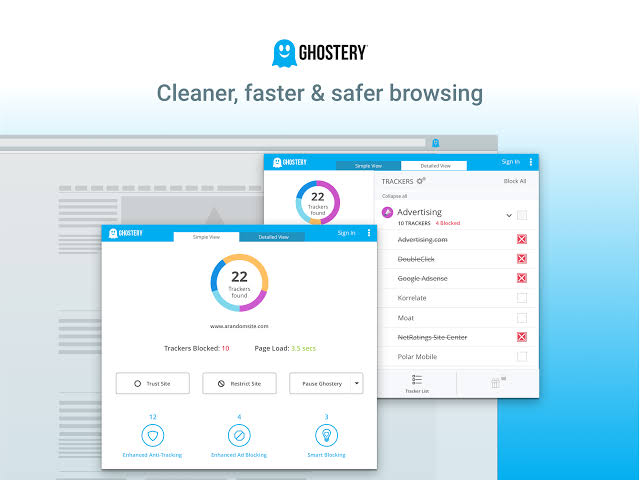 GHOSTERY
Cleaner, faster & safer browsing
GHOSTERY
Simple View
Detailed View
Sign In
22
Trackers
found
TRACKERS
Block All
Collapse all
Advertising
10 TRACKERS 4 Blocked
Advertising.com
DoubleClick
Google Adsense
Korrelate
Moat
NetRatings Site Center
Polar Mobile
Tracker List
GHOSTERY
Simple View
Detailed View
Sign In
22
Trackers
found
www.arandomsite.com
Trackers Blocked: 10 Page Load: 3.5 secs
Trust Site
Restrict Site
Pause Ghostery
12 4 3
Enhanced Anti-Tracking Enhanced Ad Blocking Smart Blocking